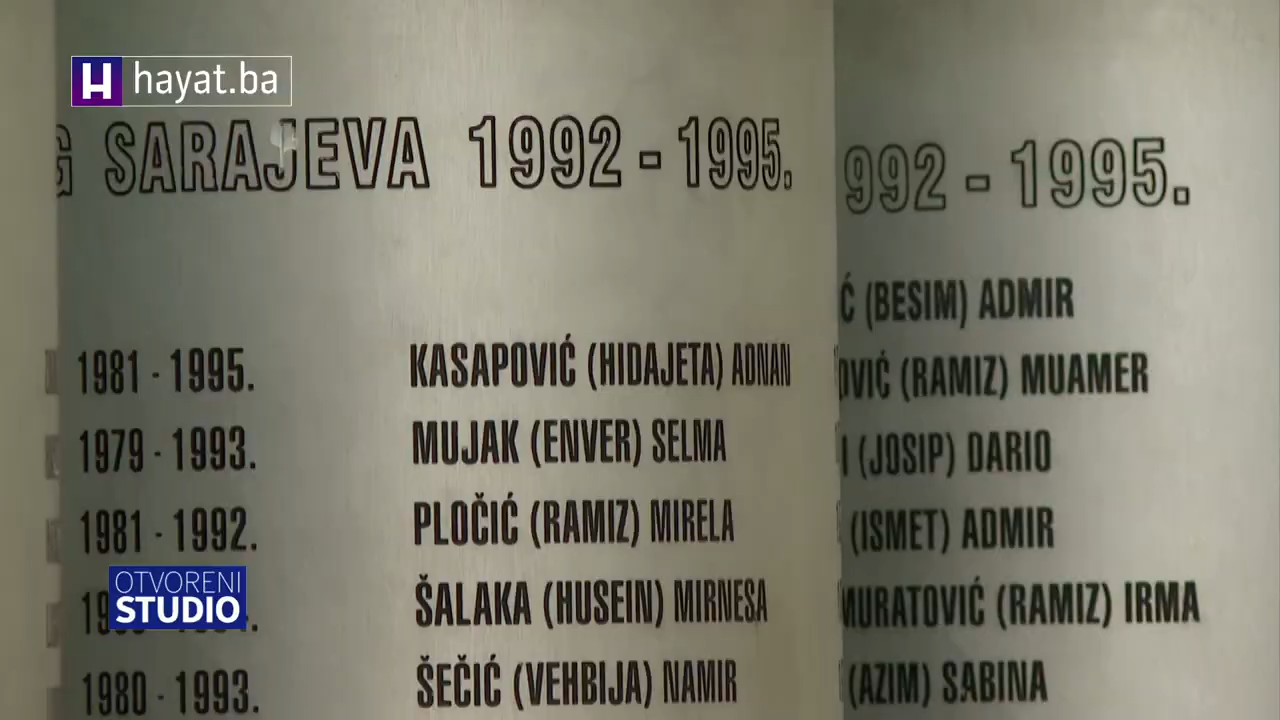 hayat.ba
G SARAJEVA 1992 - 1995.
1981 - 1995. KASAPOVIĆ (HIDAJETA) ADNAN
1979 - 1993. MUJAK (ENVER) SELMA
1981 - 1992. PLOČIĆ (RAMIZ) MIRELA
ŠALAKA (HUSEIN) MIRNESA
1980 - 1993. ŠEČIĆ (VEHBIJA) NAMIR
992 - 1995.
Ć (BESIM) ADMIR
OVIĆ (RAMIZ) MUAMER
I (JOSIP) DARIO
(ISMET) ADMIR
MURATOVIĆ (RAMIZ) IRMA
(AZIM) SABINA
OTVORENI
STUDIO